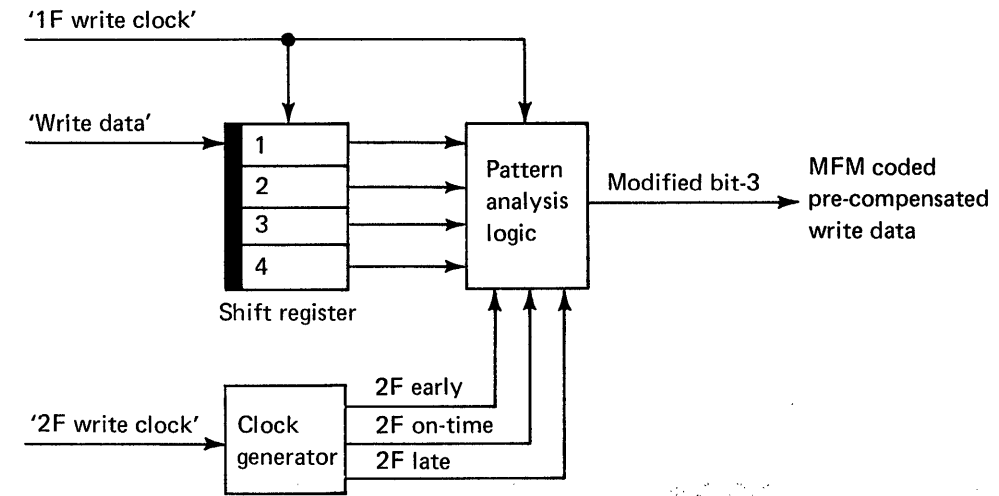 ‘1F write clock’
‘Write data’
1
2
3
4
Shift register
Pattern
analysis
logic
Modified bit-3
MFM coded
pre-compensated
write data
‘2F write clock’
Clock
generator
2F early
2F on-time
2F late